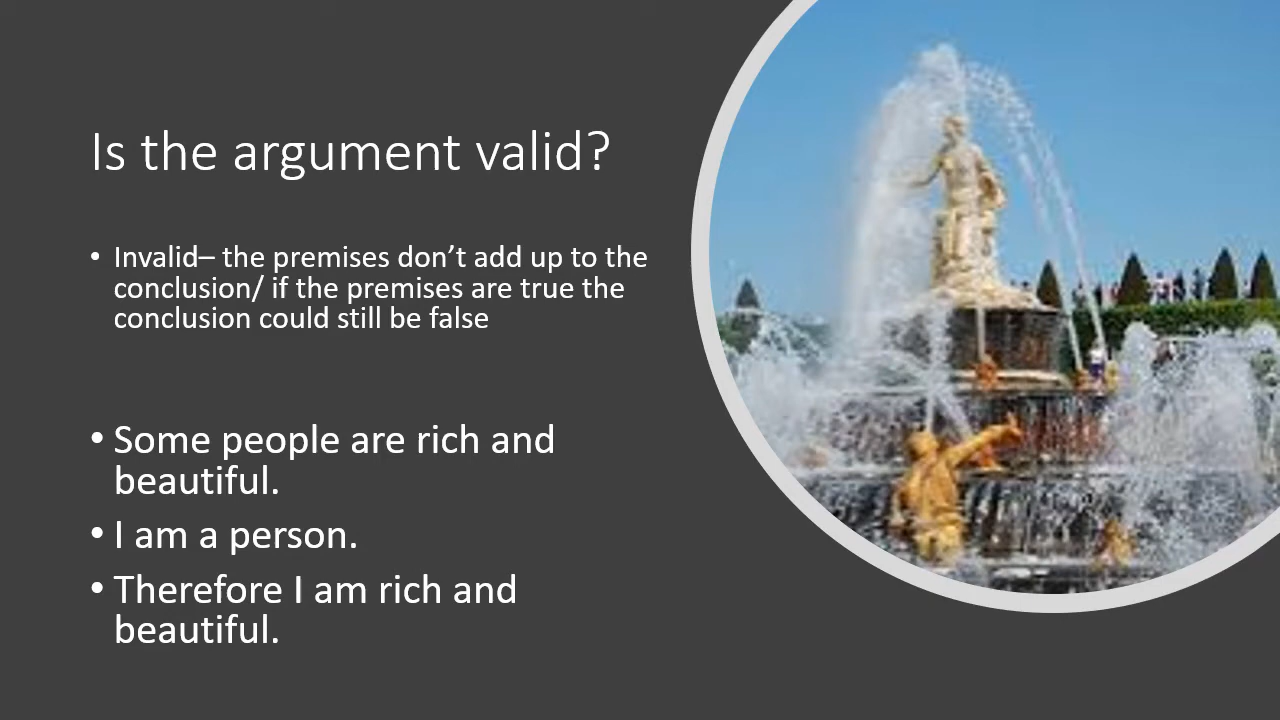 Is the argument valid?
• Invalid– the premises don’t add up to the
conclusion/ if the premises are true the
conclusion could still be false
• Some people are rich and
beautiful.
• I am a person.
• Therefore I am rich and
beautiful.